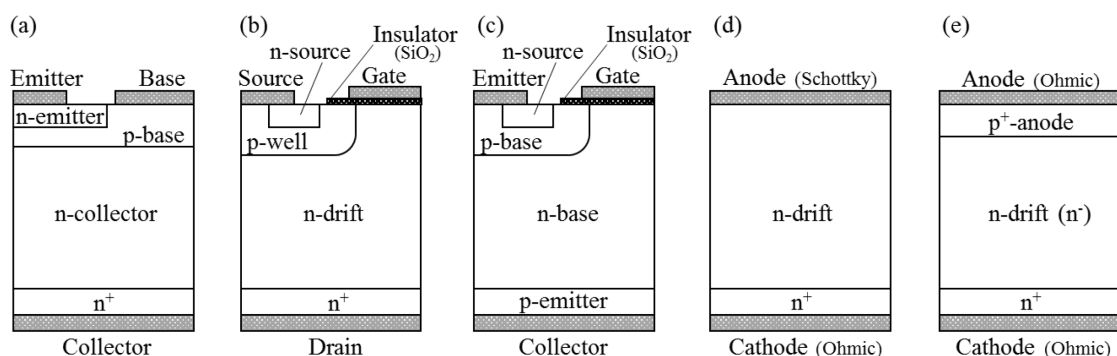 (a)
Emitter
Base
n-emitter
p-base
n-collector
n⁺
Collector
(b)
n-source
Insulator
(SiO₂)
Source
Gate
p-well
n-drift
n⁺
Drain
(c)
n-source
Insulator
(SiO₂)
Emitter
Gate
p-base
n-base
p-emitter
Collector
(d)
Anode (Schottky)
n-drift
n⁺
Cathode (Ohmic)
(e)
Anode (Ohmic)
p⁺-anode
n-drift (n⁻)
n⁺
Cathode (Ohmic)